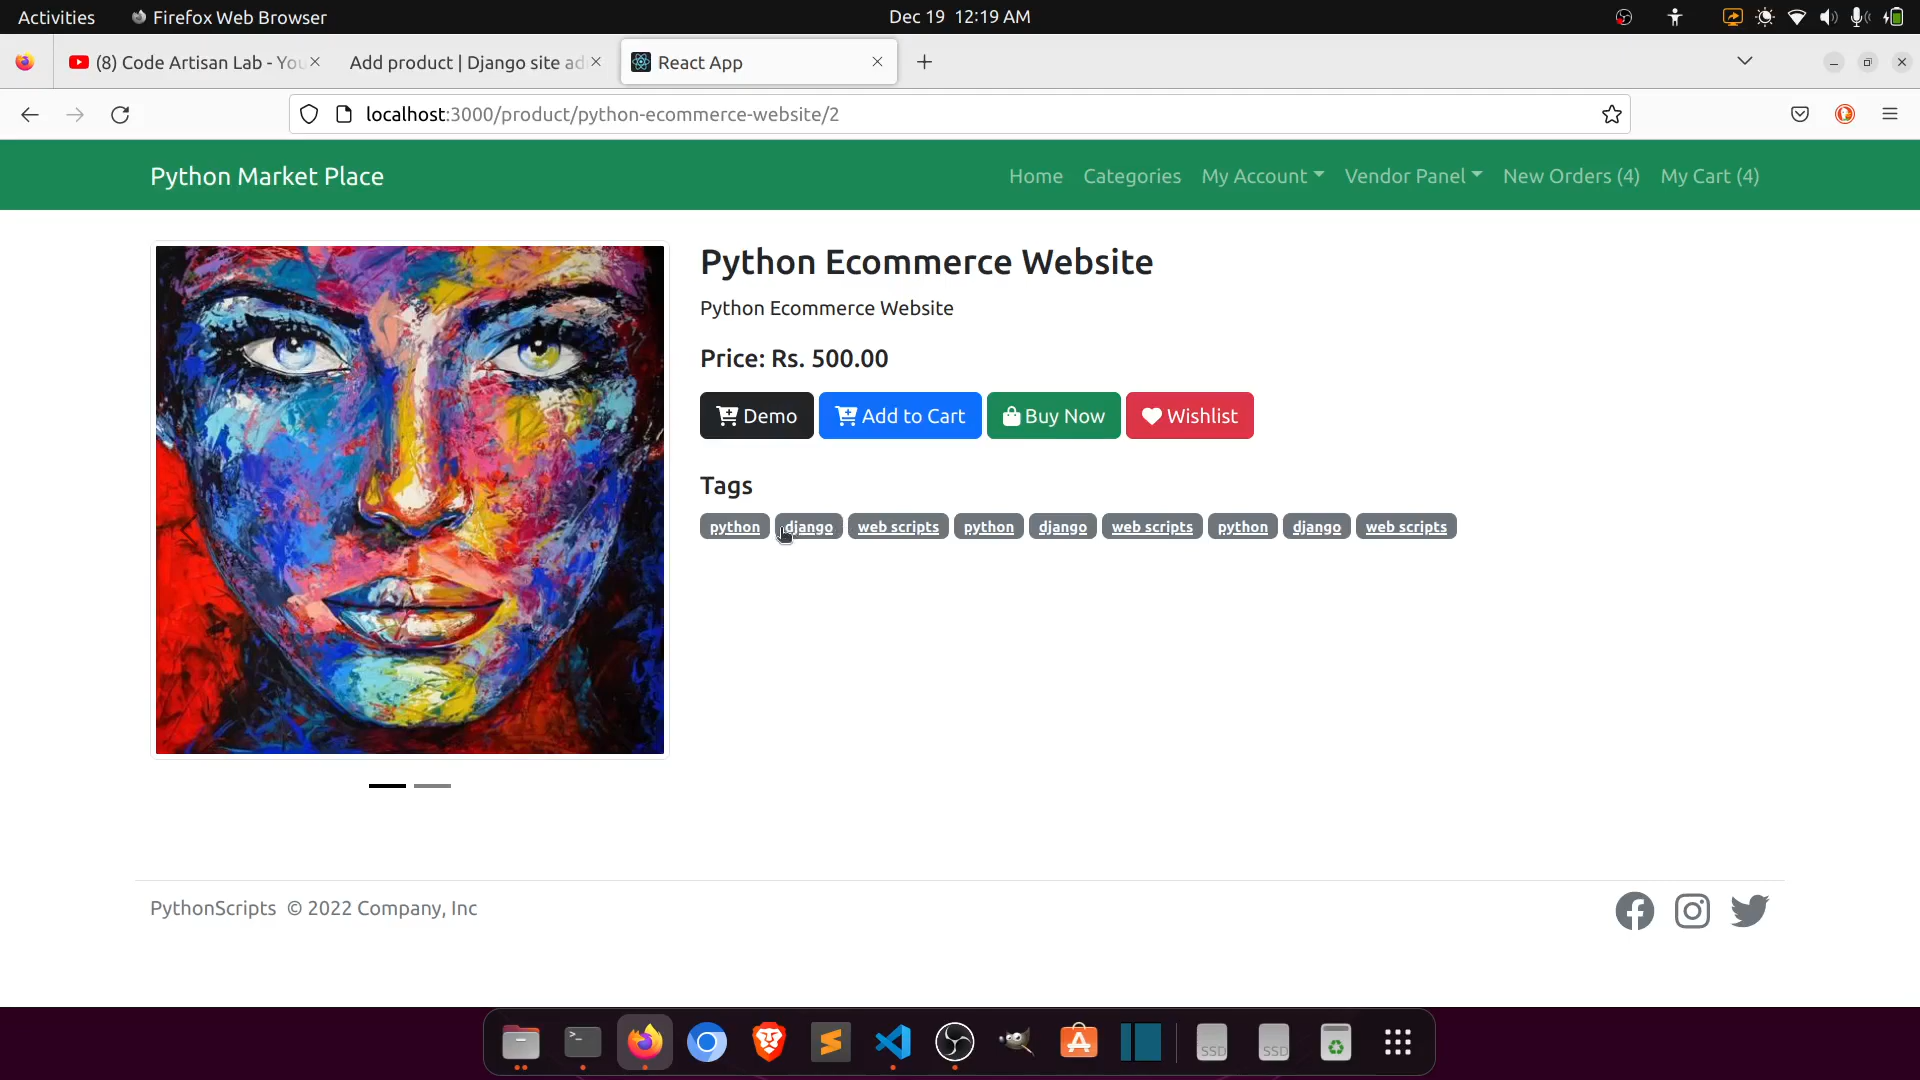 Activities Firefox Web Browser Dec 19 12:19 AM
(8) Code Artisan Lab - You Add product | Django site ad React App
localhost:3000/product/python-ecommerce-website/2
Python Market Place Home Categories My Account Vendor Panel New Orders (4) My Cart (4)
Python Ecommerce Website
Python Ecommerce Website
Price: Rs. 500.00
Demo Add to Cart Buy Now Wishlist
Tags
python django web scripts python django web scripts python django web scripts
PythonScripts © 2022 Company, Inc
SSD SSD